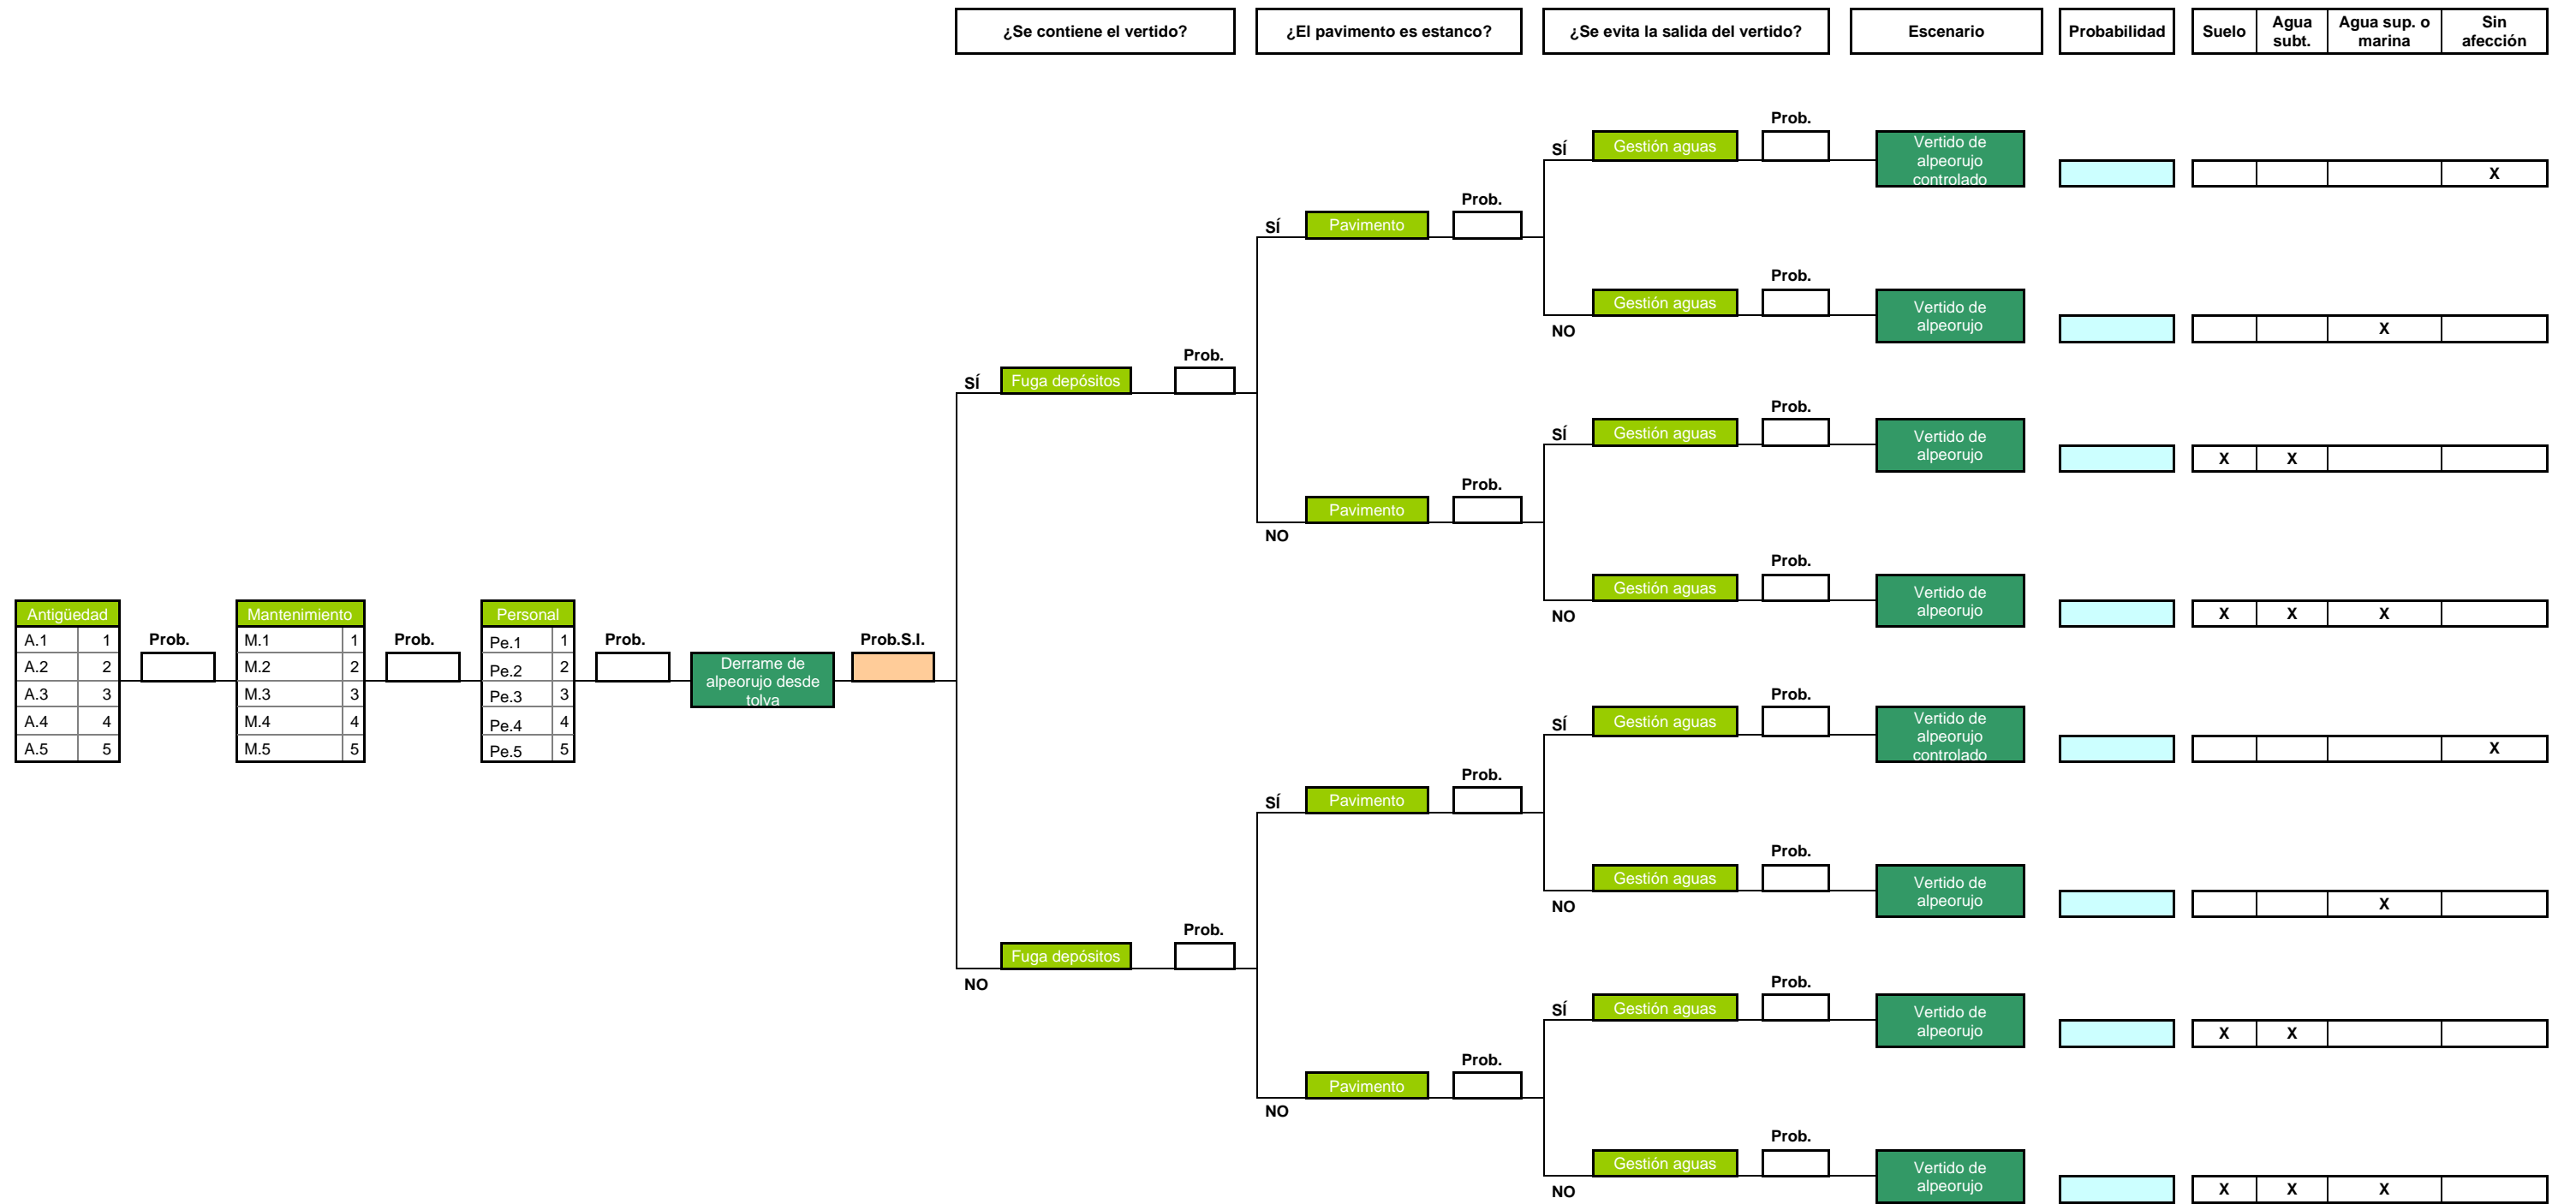 ¿Se contiene el vertido?
¿El pavimento es estanco?
¿Se evita la salida del vertido?
Escenario
Probabilidad
Suelo
Agua
subt.
Agua sup. o
marina
Sin
afección
Prob.
SÍ
Gestión aguas
Vertido de
alpeorujo
controlado
X
Prob.
SÍ
Pavimento
Prob.
Gestión aguas
NO
Vertido de
alpeorujo
X
Prob.
SÍ
Fuga depósitos
Prob.
SÍ
Gestión aguas
Vertido de
alpeorujo
X X
Prob.
Pavimento
NO
Prob.
Gestión aguas
NO
Vertido de
alpeorujo
X X X
Antigüedad
A.1 1
A.2 2
A.3 3
A.4 4
A.5 5
Prob.
Mantenimiento
M.1 1
M.2 2
M.3 3
M.4 4
M.5 5
Prob.
Personal
Pe.1 1
Pe.2 2
Pe.3 3
Pe.4 4
Pe.5 5
Prob.
Derrame de
alpeorujo desde
tolva
Prob.S.I.
Prob.
SÍ
Gestión aguas
Vertido de
alpeorujo
controlado
X
Prob.
SÍ
Pavimento
Prob.
Gestión aguas
NO
Vertido de
alpeorujo
X
Prob.
Fuga depósitos
NO
Prob.
SÍ
Gestión aguas
Vertido de
alpeorujo
X X
Prob.
Pavimento
NO
Prob.
Gestión aguas
NO
Vertido de
alpeorujo
X X X